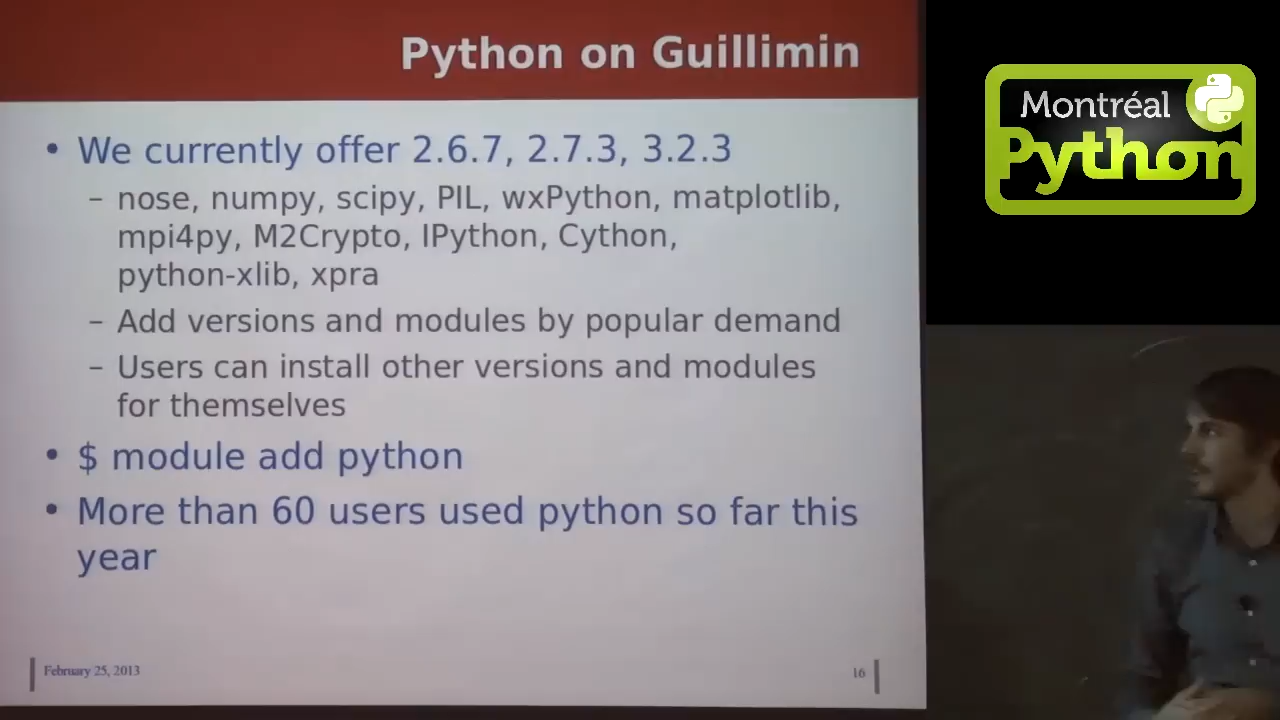 Python on Guillimin
• We currently offer 2.6.7, 2.7.3, 3.2.3
– nose, numpy, scipy, PIL, wxPython, matplotlib,
mpi4py, M2Crypto, IPython, Cython,
python-xlib, xpra
– Add versions and modules by popular demand
– Users can install other versions and modules
for themselves
• $ module add python
• More than 60 users used python so far this
year
February 25, 2013
16
Montréal
Python